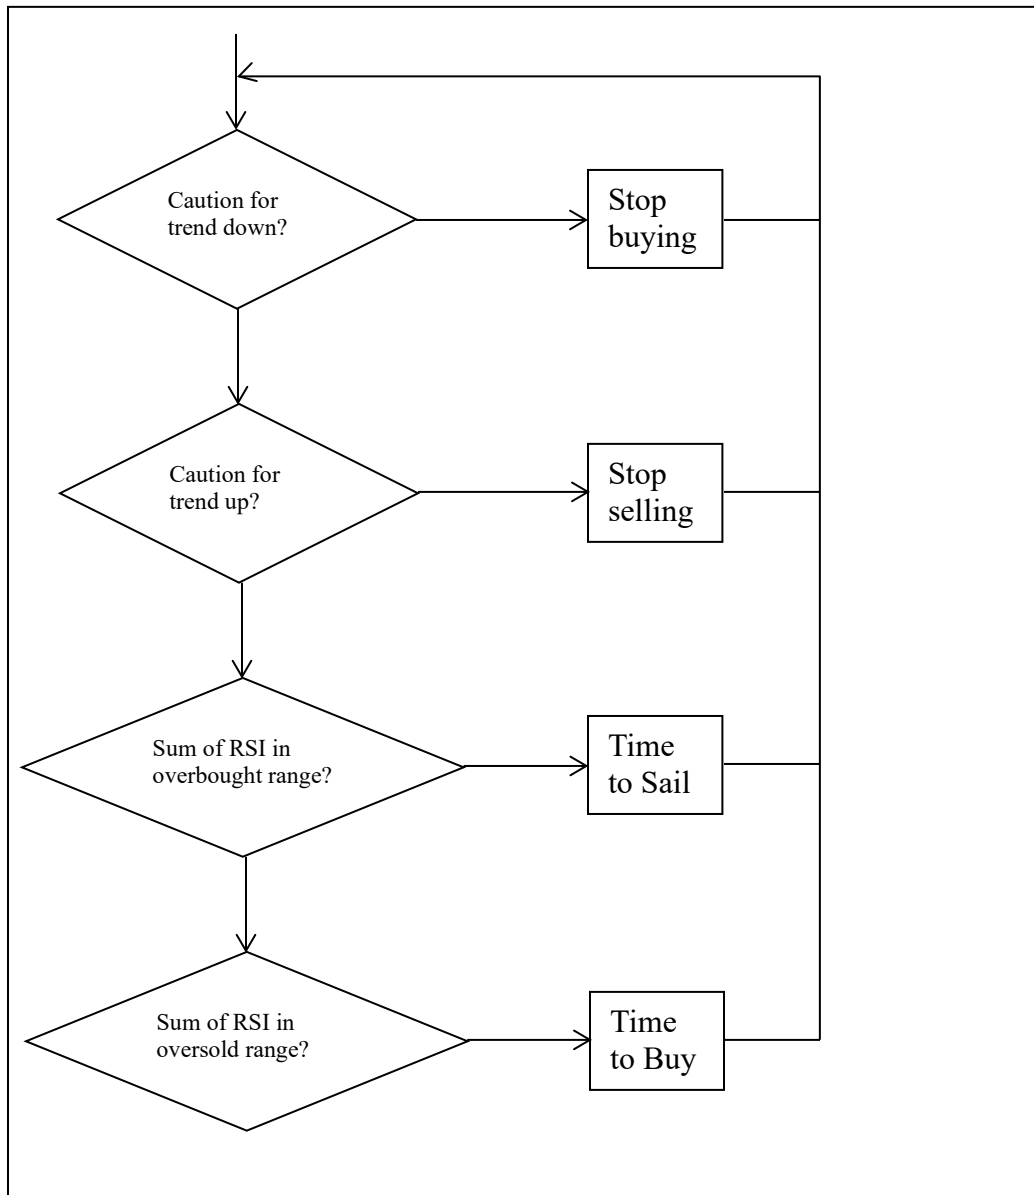 Caution for
trend down?
Stop
buying
Caution for
trend up?
Stop
selling
Sum of RSI in
overbought range?
Time
to Sail
Sum of RSI in
oversold range?
Time
to Buy